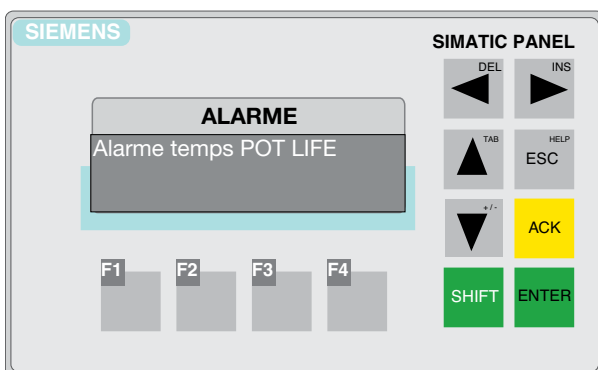 SIEMENS
SIMATIC PANEL
DEL
INS
ALARME
Alarme temps POT LIFE
TAB
HELP
ESC
+/-
ACK
F1
F2
F3
F4
SHIFT
ENTER